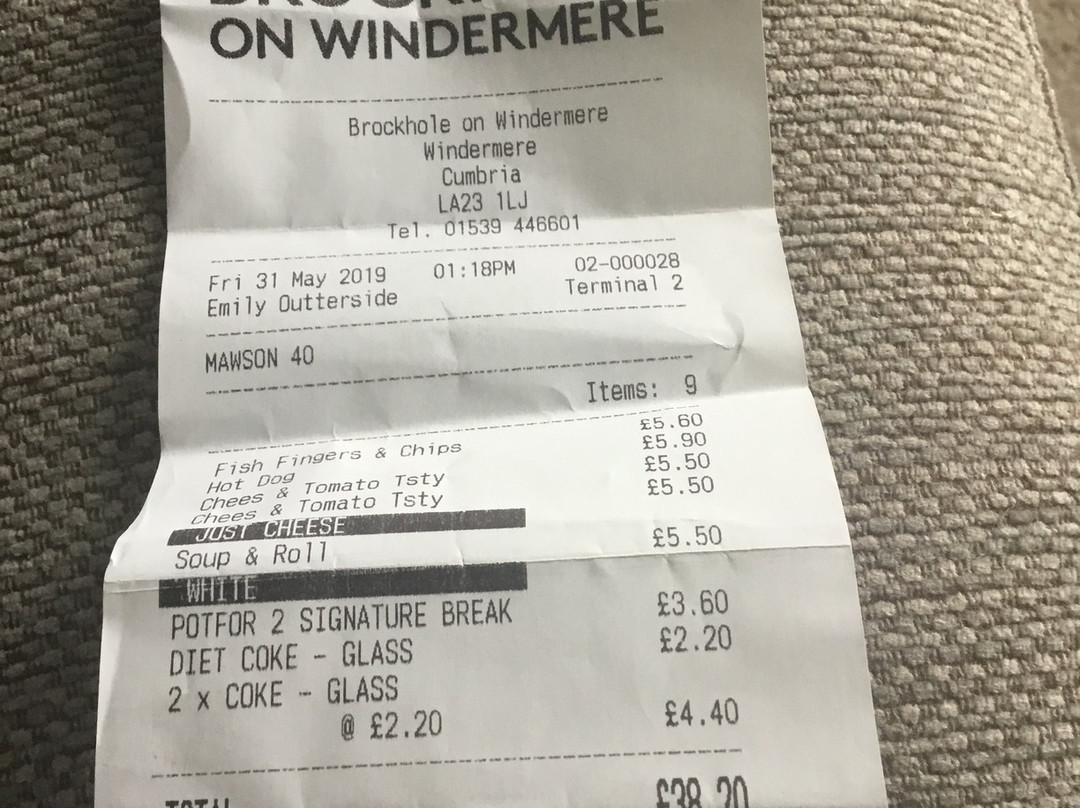 ON WINDERMERE
Brockhole on Windermere
Windermere
Cumbria
LA23 1LJ
Tel. 01539 446601
Fri 31 May 2019 01:18PM 02-000028
Emily Outterside Terminal 2
MAWSON 40
Items: 9
Fish Fingers & Chips £5.60
Hot Dog £5.90
Chees & Tomato Tsty £5.50
Chees & Tomato Tsty £5.50
JUST CHEESE
Soup & Roll £5.50
WHITE
POTFOR 2 SIGNATURE BREAK £3.60
DIET COKE - GLASS £2.20
2 x COKE - GLASS
@ £2.20 £4.40
TOTAL £38.20